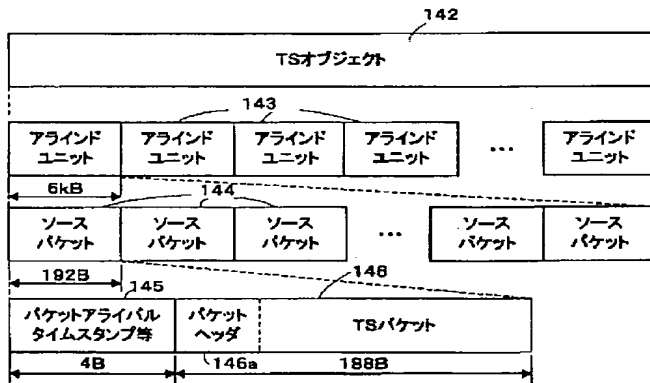 142
TSオブジェクト
143
アラインド
ユニット
アラインド
ユニット
アラインド
ユニット
アラインド
ユニット
...
アラインド
ユニット
6kB
144
ソース
パケット
ソース
パケット
ソース
パケット
...
ソース
パケット
ソース
パケット
192B
145
146
パケットアライバル
タイムスタンプ等
パケット
ヘッダ
TSパケット
4B
146a
188B